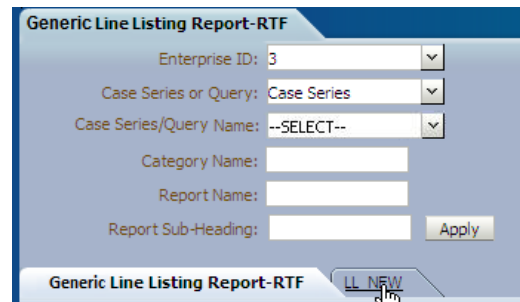 Generic Line Listing Report-RTF
Enterprise ID: 3
Case Series or Query: Case Series
Case Series/Query Name: --SELECT--
Category Name:
Report Name:
Report Sub-Heading: Apply
Generic Line Listing Report-RTF LL_NEW